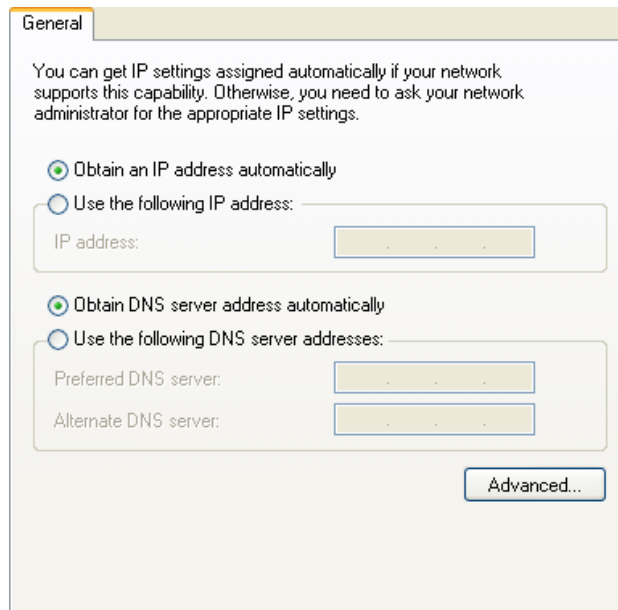 General
You can get IP settings assigned automatically if your network
supports this capability. Otherwise, you need to ask your network
administrator for the appropriate IP settings.
Obtain an IP address automatically
Use the following IP address:
IP address:
Obtain DNS server address automatically
Use the following DNS server addresses:
Preferred DNS server:
Alternate DNS server:
Advanced...